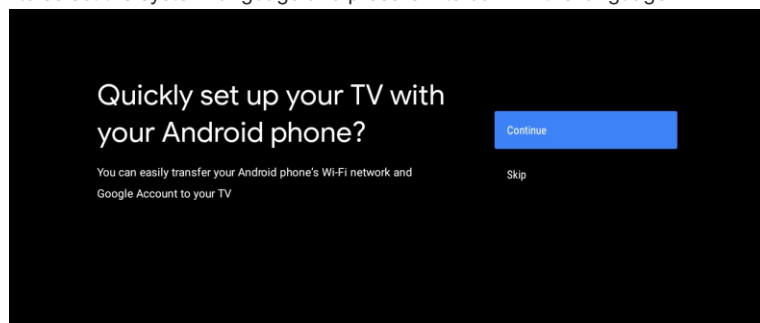 Quickly set up your TV with
your Android phone?
You can easily transfer your Android phone's Wi-Fi network and
Google Account to your TV
Continue
Skip